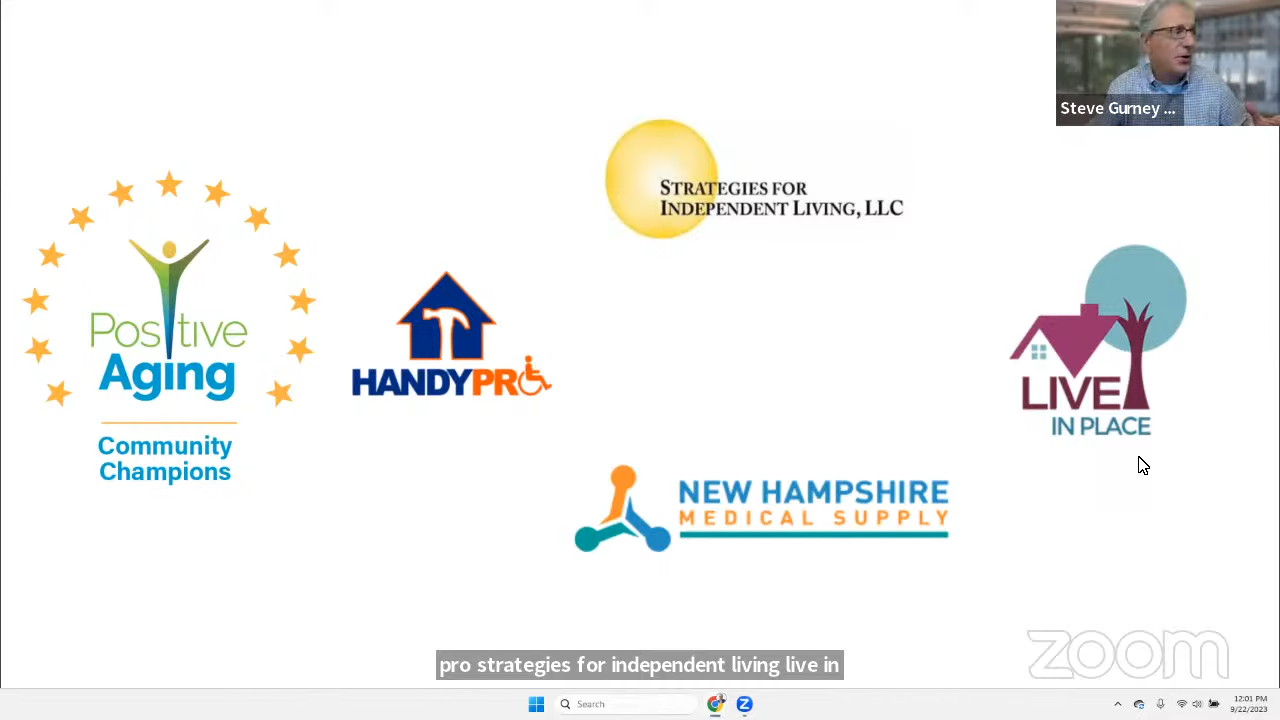 Steve Gurney ...
STRATEGIES FOR
INDEPENDENT LIVING, LLC
Positive
Aging
Community
Champions
HANDYPRO
LIVE
IN PLACE
NEW HAMPSHIRE
MEDICAL SUPPLY
pro strategies for independent living live in
zoom
Search
12:01 PM
9/22/2023